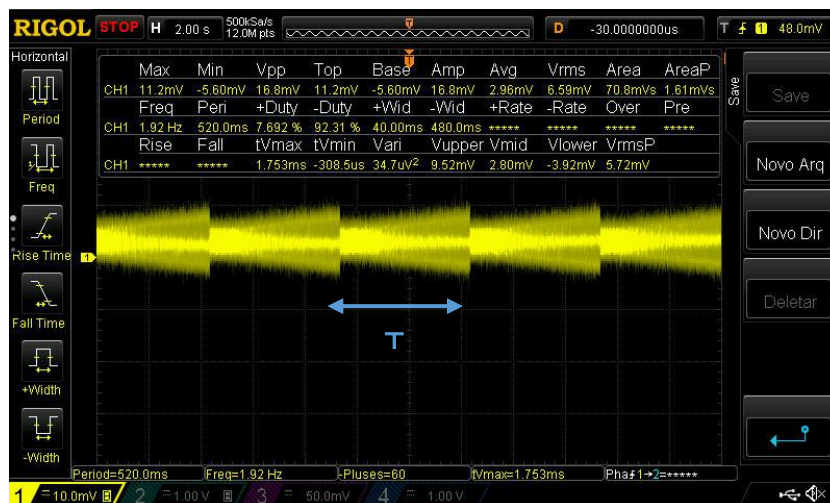 RIGOL STOP H 2.00 s 500kSa/s 12.0M pts D -30.0000000us T 1 48.0mV
Horizontal
Period
Freq
Rise Time
Fall Time
+Width
-Width
Max Min Vpp Top Base Amp Avg Vrms Area AreaP
CH1 11.2mV -5.60mV 16.8mV 11.2mV -5.60mV 16.8mV 2.96mV 6.59mV 70.8mVs 1.61mVs
Freq Peri +Duty -Duty +Wid -Wid +Rate -Rate Over Pre
CH1 1.92 Hz 520.0ms 7.692 % 92.31 % 40.00ms 480.0ms ***** ***** ***** *****
Rise Fall tVmax tVmin Vari Vupper Vmid Vlower VrmsP
CH1 ***** ***** 1.753ms -308.5us 34.7uV² 9.52mV 2.80mV -3.92mV 5.72mV
T
1
T
Save
Save
Novo Arq
Novo Dir
Deletar
Period=520.0ms Freq=1.92 Hz -Pluses=60 tVmax=1.753ms Pha£1→2=*****
1 = 10.0mV B 2 = 1.00 V B 3 = 50.0mV 4 = 1.00 V